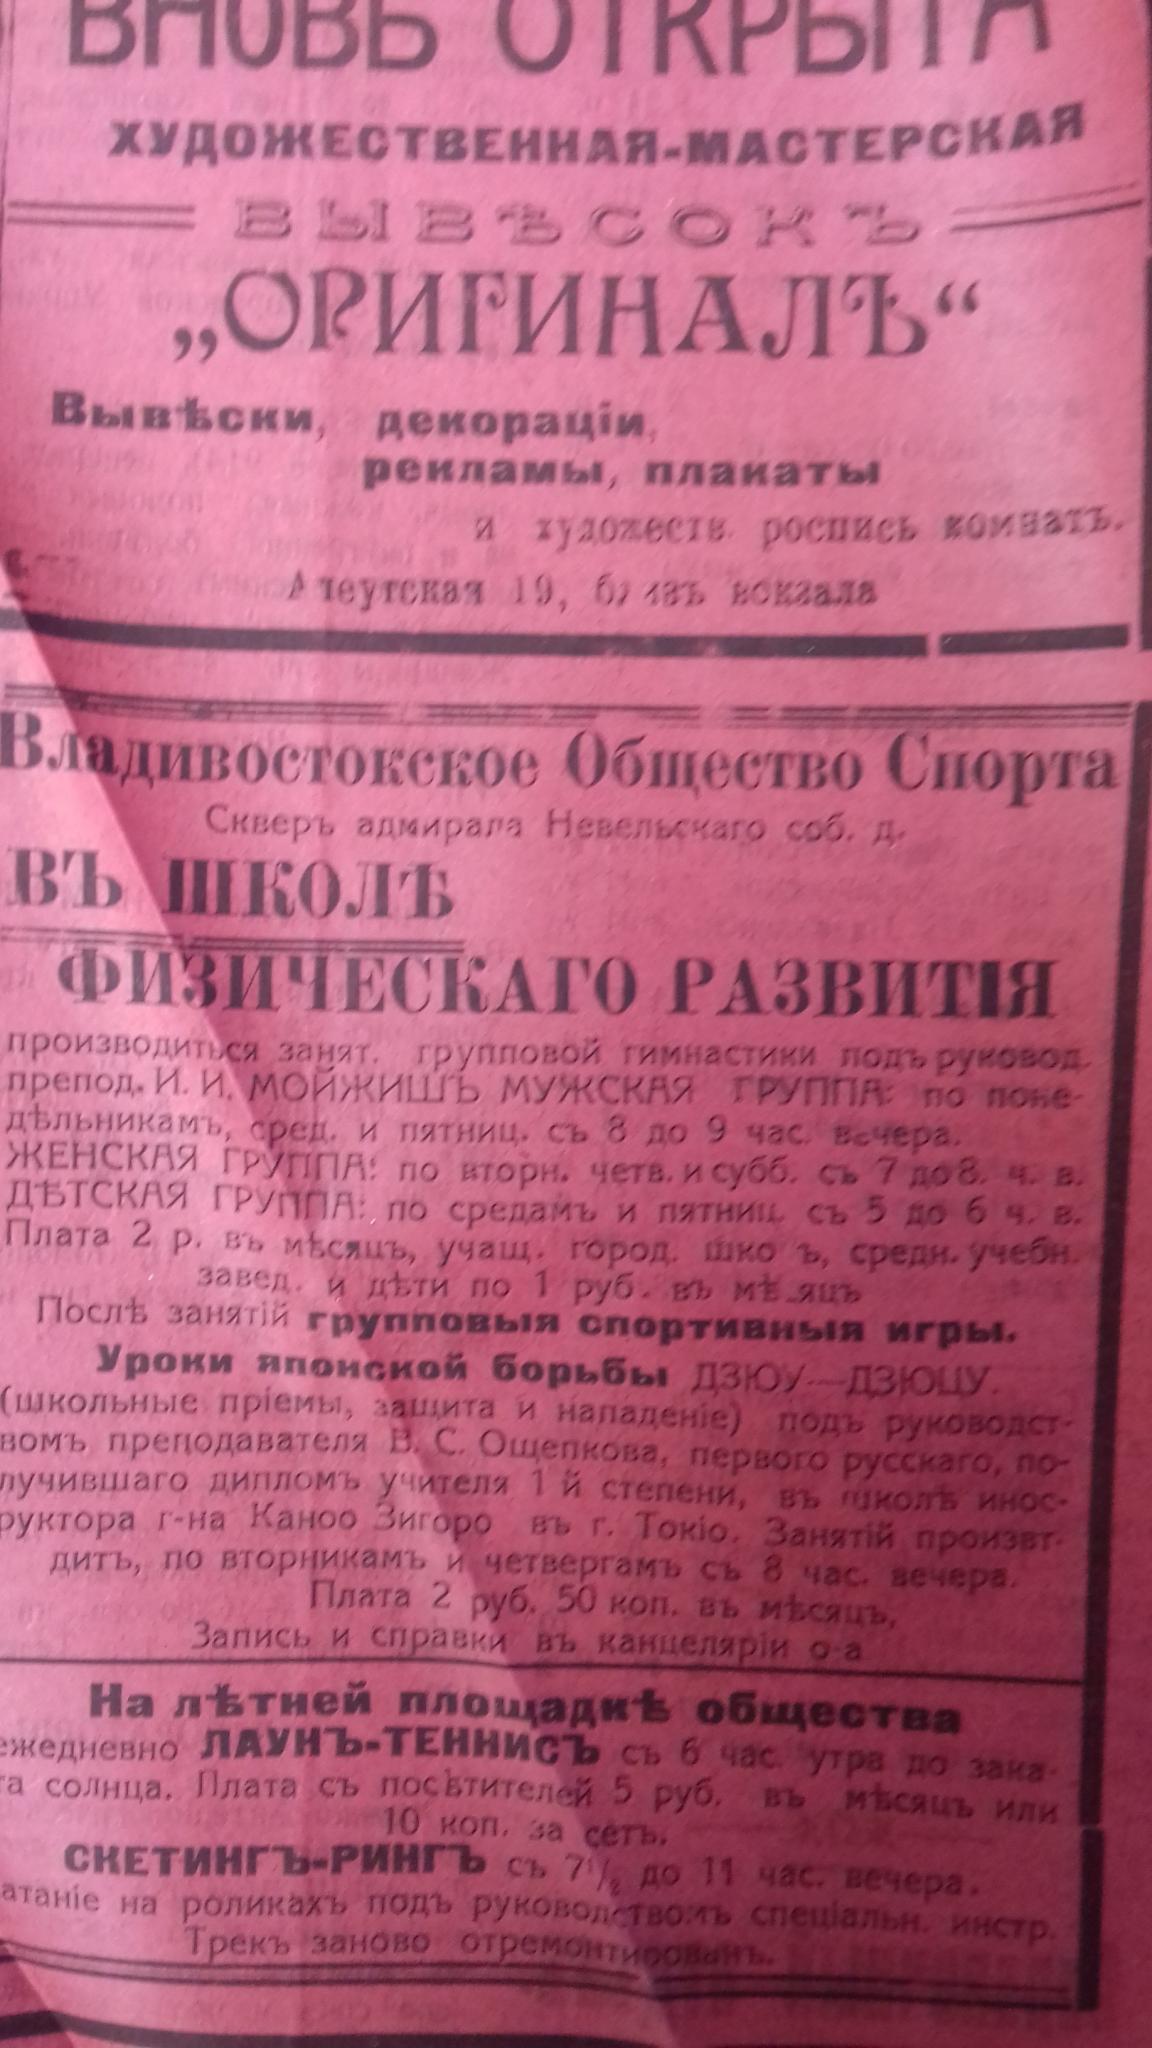 ВНОВЬ ОТКРЫТА
ХУДОЖЕСТВЕННАЯ-МАСТЕРСКАЯ
ВЫВѢСОКЪ
„ОРИГИНАЛЪ“
Вывѣски, декораціи,
рекламы, плакаты
и художеств. роспись комнатъ.
Алеутская 19, близъ вокзала
Владивостокское Общество Спорта
Скверъ адмирала Невельскаго соб. д.
ВЪ ШКОЛѢ
ФИЗИЧЕСКАГО РАЗВИТІЯ
производиться занят. групповой гимнастики подъ руковод.
препод. И. И. МОЙЖИШЪ МУЖСКАЯ ГРУППА: по поне-
дѣльникамъ, сред. и пятниц. съ 8 до 9 час. вечера.
ЖЕНСКАЯ ГРУППА: по вторн. четв. и субб. съ 7 до 8. ч. в.
ДѢТСКАЯ ГРУППА: по средамъ и пятниц. съ 5 до 6 ч. в.
Плата 2 р. въ мѣсяцъ, учащ. город. шко ъ, средн. учебн.
завед. и дѣти по 1 руб. въ мѣ яцъ
Послѣ занятій групповыя спортивныя игры.
Уроки японской борьбы ДЗЮУ—ДЗЮЦУ.
(школьные пріемы, защита и нападеніе) подъ руководст-
вомъ преподавателя В. С. Ощепкова, перваго русскаго, по-
лучившаго дипломъ учителя 1 й степени, въ школѣ инос-
руктора г-на Каноо Зигоро въ г. Токіо. Занятій произвт-
дитъ, по вторникамъ и четвергамъ съ 8 час. вечера.
Плата 2 руб. 50 коп. въ мѣсяцъ,
Запись и справки въ канцеляріи о-а
На лѣтней площадкѣ общества
ежедневно ЛАУНЪ-ТЕННИСЪ съ 6 час. утра до зака-
та солнца. Плата съ посѣтителей 5 руб. въ мѣсяцъ или
10 коп. за сетъ.
СКЕТИНГЪ-РИНГЪ съ 7½ до 11 час. вечера.
атаніе на роликахъ подъ руководствомъ спеціальн. инстр.
Трекъ заново отремонтированъ.